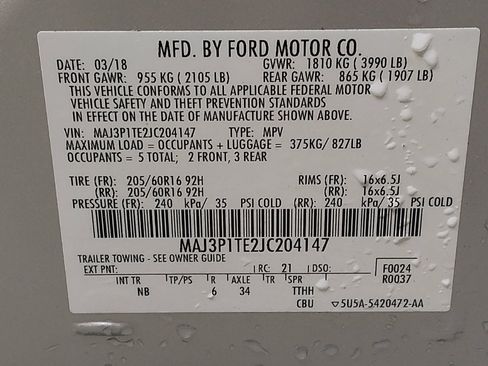 MFD. BY FORD MOTOR CO.
DATE: 03/18 GVWR: 1810 KG ( 3990 LB)
FRONT GAWR: 955 KG ( 2105 LB) REAR GAWR: 865 KG ( 1907 LB)
THIS VEHICLE CONFORMS TO ALL APPLICABLE FEDERAL MOTOR
VEHICLE SAFETY AND THEFT PREVENTION STANDARDS
IN EFFECT ON THE DATE OF MANUFACTURE SHOWN ABOVE.
VIN: MAJ3P1TE2JC204147 TYPE: MPV
MAXIMUM LOAD = OCCUPANTS + LUGGAGE = 375KG/ 827LB
OCCUPANTS = 5 TOTAL; 2 FRONT, 3 REAR
TIRE (FR): 205/60R16 92H RIMS (FR): 16x6.5J
(RR): 205/60R16 92H (RR): 16x6.5J
PRESSURE (FR): 240 kPa/ 35 PSI COLD (RR): 240 kPa/ 35 PSI COLD
MAJ3P1TE2JC204147
TRAILER TOWING - SEE OWNER GUIDE
EXT PNT: RC: 21 DSO: F0024
R0037
INT TR TP/PS R AXLE TR SPR
NB 6 34 TTHH
CBU 5U5A-5420472-AA